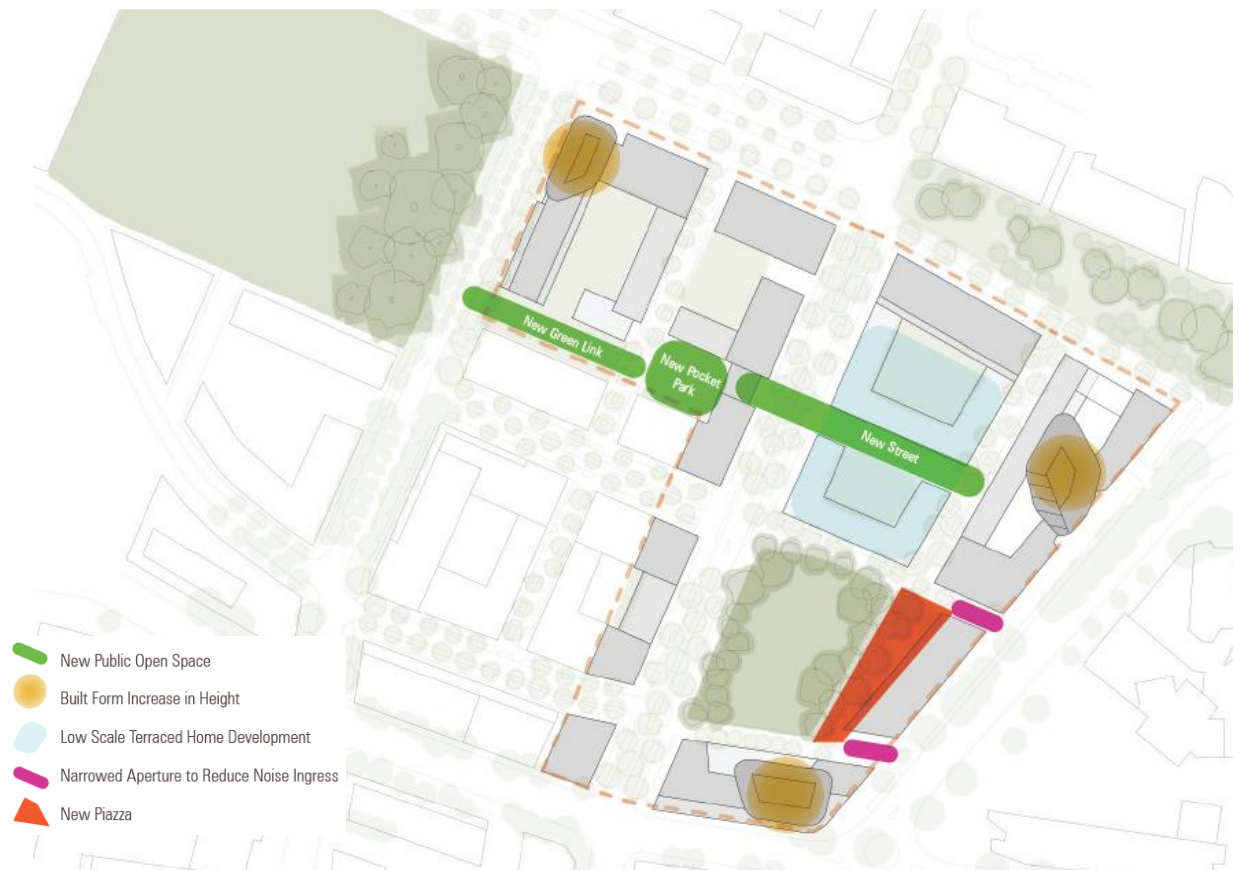 New Green Link
New Pocket
Park
New Street
New Public Open Space
Built Form Increase in Height
Low Scale Terraced Home Development
Narrowed Aperture to Reduce Noise Ingress
New Piazza